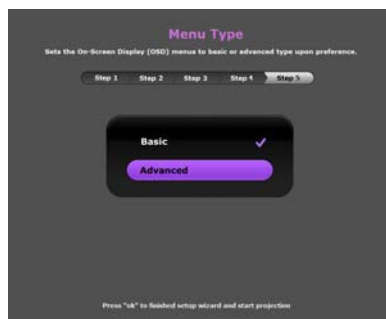 Menu Type
Sets the On-Screen Display (OSD) menus to basic or advanced type upon preference.
Step 1 Step 2 Step 3 Step 4 Step 5
Basic
Advanced
Press "ok" to finished setup wizard and start projection